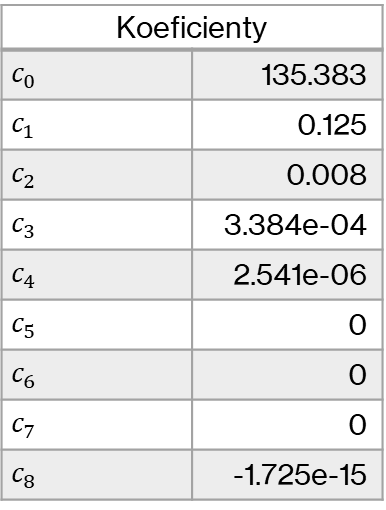 Koeficienty
c₀ 135.383
c₁ 0.125
c₂ 0.008
c₃ 3.384e-04
c₄ 2.541e-06
c₅ 0
c₆ 0
c₇ 0
c₈ -1.725e-15